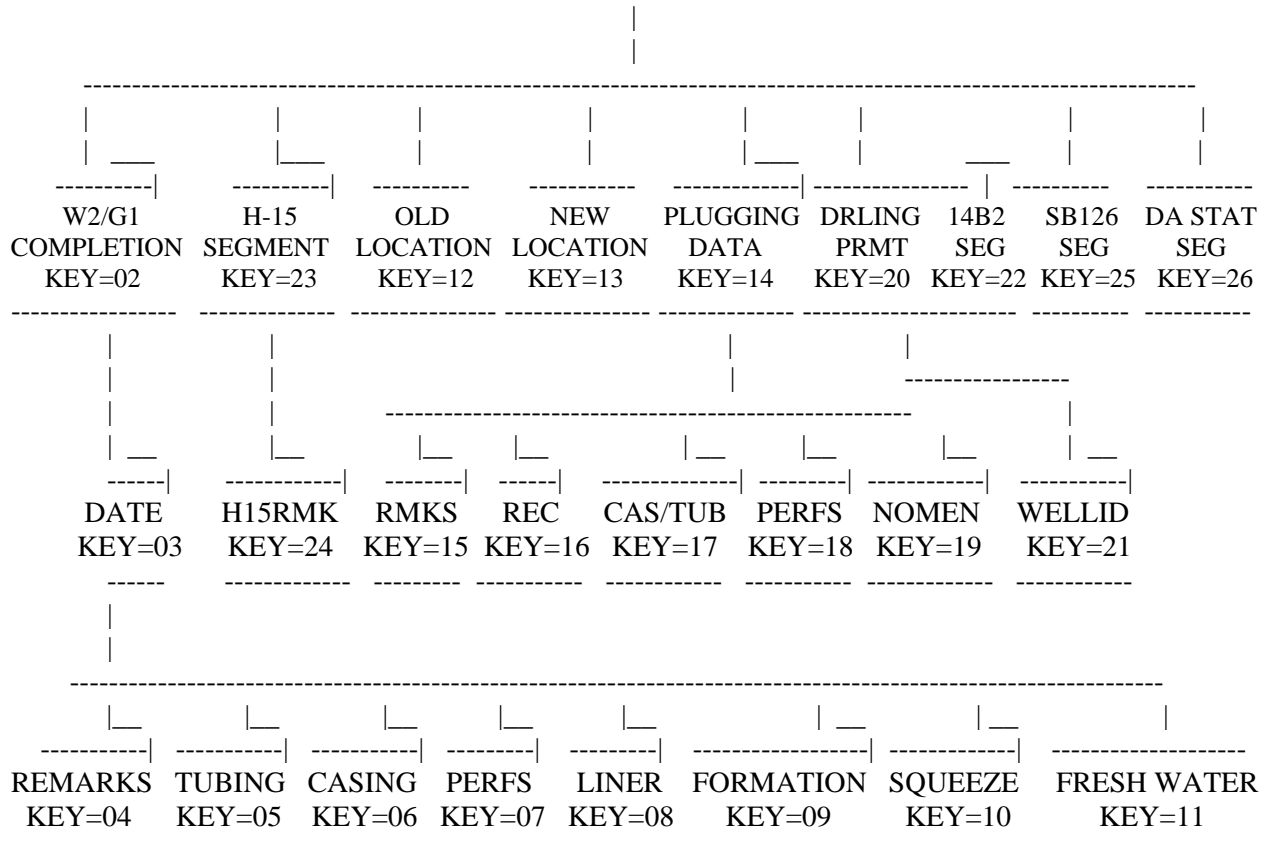 W2/G1 H-15 OLD NEW PLUGGING DRLING 14B2 SB126 DA STAT
COMPLETION SEGMENT LOCATION LOCATION DATA PRMT SEG SEG SEG
KEY=02 KEY=23 KEY=12 KEY=13 KEY=14 KEY=20 KEY=22 KEY=25 KEY=26
DATE H15RMK RMKS REC CAS/TUB PERFS NOMEN WELLID
KEY=03 KEY=24 KEY=15 KEY=16 KEY=17 KEY=18 KEY=19 KEY=21
REMARKS TUBING CASING PERFS LINER FORMATION SQUEEZE FRESH WATER
KEY=04 KEY=05 KEY=06 KEY=07 KEY=08 KEY=09 KEY=10 KEY=11